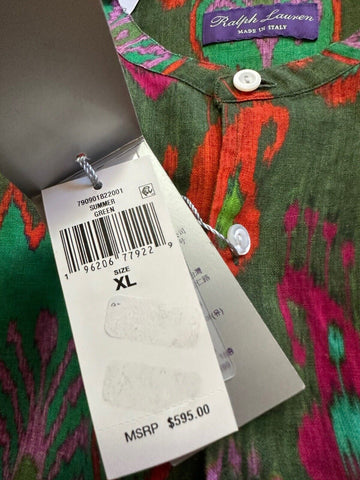 Ralph Lauren
MADE IN ITALY
790901822001
SUMMER
GREEN
1 96206 77922 9
SIZE
XL
MSRP $595.00